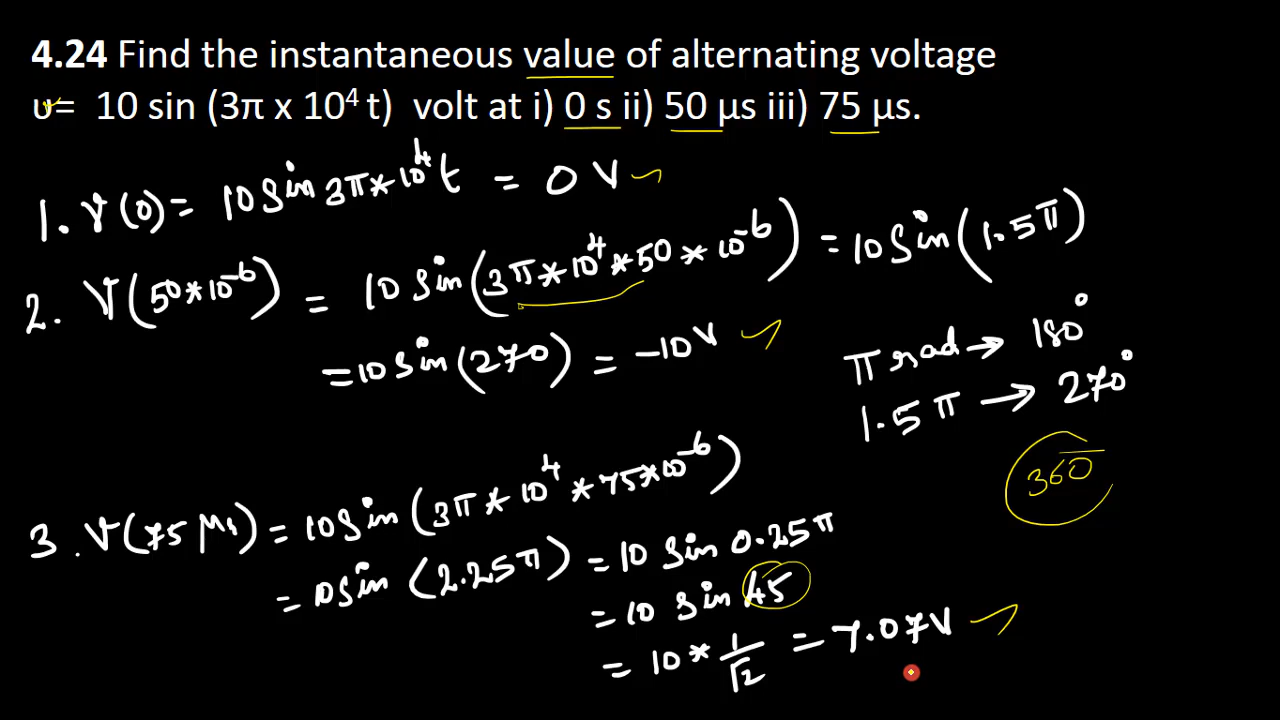 4.24 Find the instantaneous value of alternating voltage
υ= 10 sin (3π x 10⁴ t) volt at i) 0 s ii) 50 μs iii) 75 μs.
1. V(0) = 10 sin 3π*10⁴t = 0 V
2. V(50*10⁻⁶) = 10 sin(3π*10⁴*50*10⁻⁶) = 10 sin(1.5π)
= 10 sin(270) = -10 V
π rad → 180°
1.5π → 270°
360
3. V(75 μs) = 10 sin(3π*10⁴*75*10⁻⁶)
= 10 sin(2.25π) = 10 sin 0.25π
= 10 sin 45
= 10 * 1/√2 = 7.07V